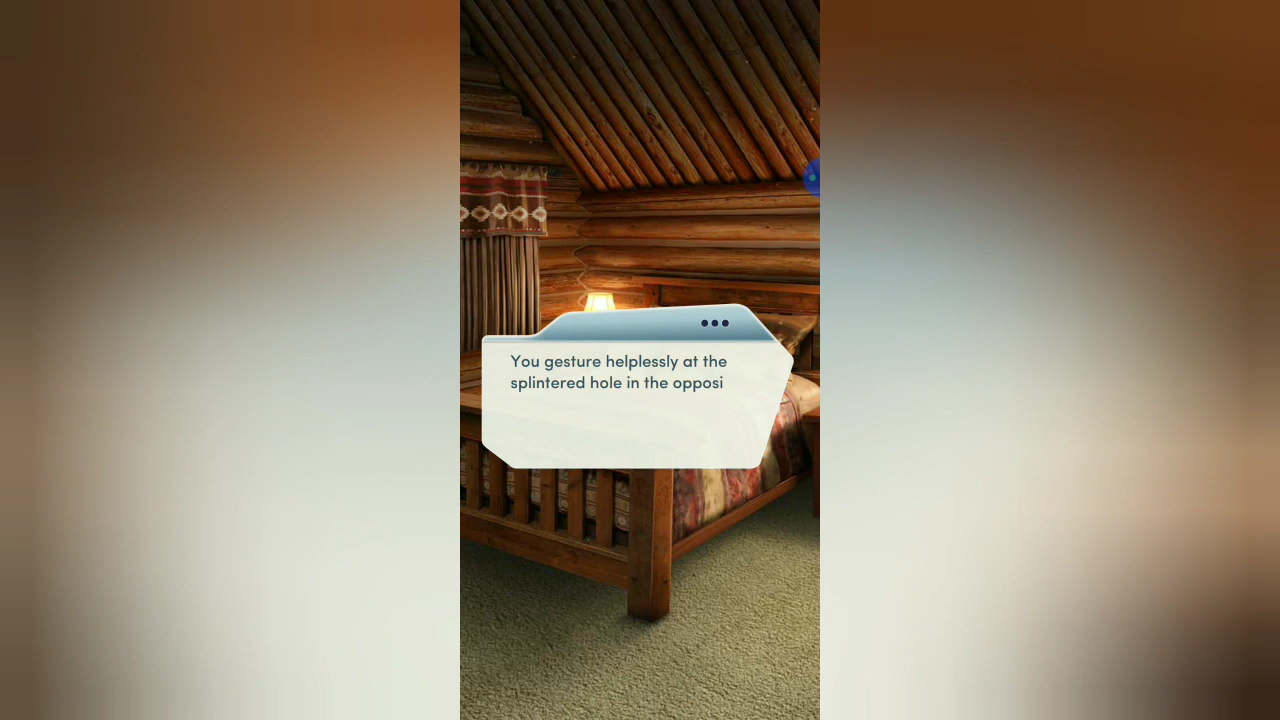 You gesture helplessly at the
splintered hole in the opposi